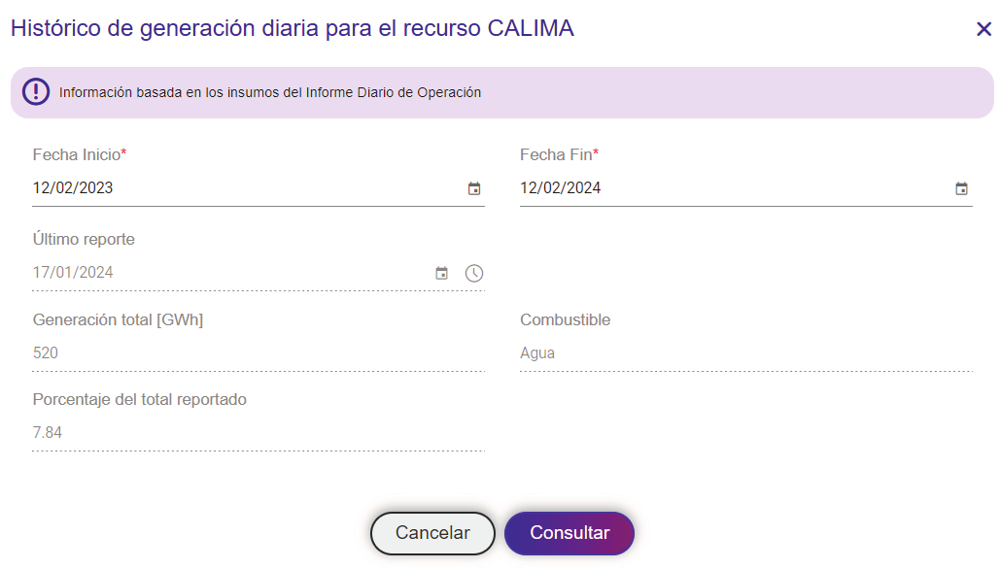 Histórico de generación diaria para el recurso CALIMA
Información basada en los insumos del Informe Diario de Operación
Fecha Inicio*
Fecha Fin*
12/02/2023
12/02/2024
Último reporte
17/01/2024
Generación total [GWh]
Combustible
520
Agua
Porcentaje del total reportado
7.84
Cancelar
Consultar